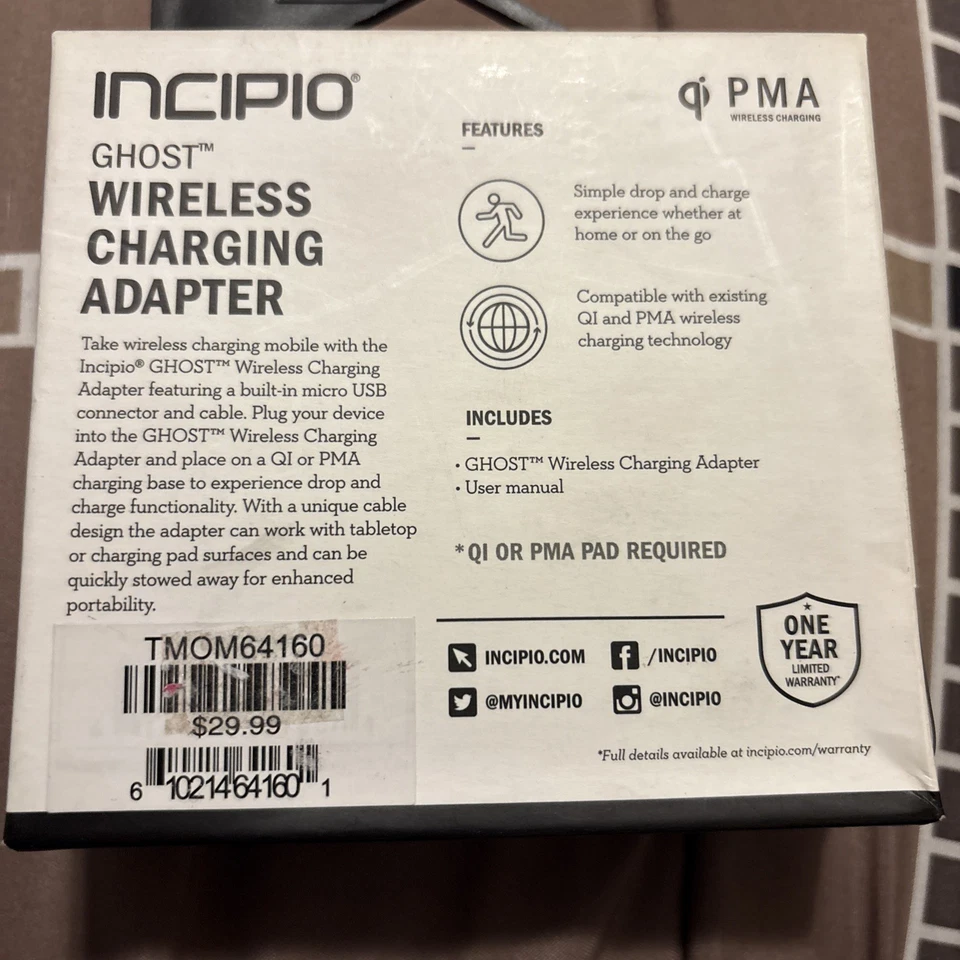 INCIPIO®
GHOST™
WIRELESS
CHARGING
ADAPTER
Take wireless charging mobile with the
Incipio® GHOST™ Wireless Charging
Adapter featuring a built-in micro USB
connector and cable. Plug your device
into the GHOST™ Wireless Charging
Adapter and place on a QI or PMA
charging base to experience drop and
charge functionality. With a unique cable
design the adapter can work with tabletop
or charging pad surfaces and can be
quickly stowed away for enhanced
portability.
TMOM64160
$29.99
6 10214 64160 1
qi PMA
WIRELESS CHARGING
FEATURES
Simple drop and charge
experience whether at
home or on the go
Compatible with existing
QI and PMA wireless
charging technology
INCLUDES
• GHOST™ Wireless Charging Adapter
• User manual
*QI OR PMA PAD REQUIRED
INCIPIO.COM
/INCIPIO
@MYINCIPIO
@INCIPIO
ONE
YEAR
LIMITED
WARRANTY*
*Full details available at incipio.com/warranty